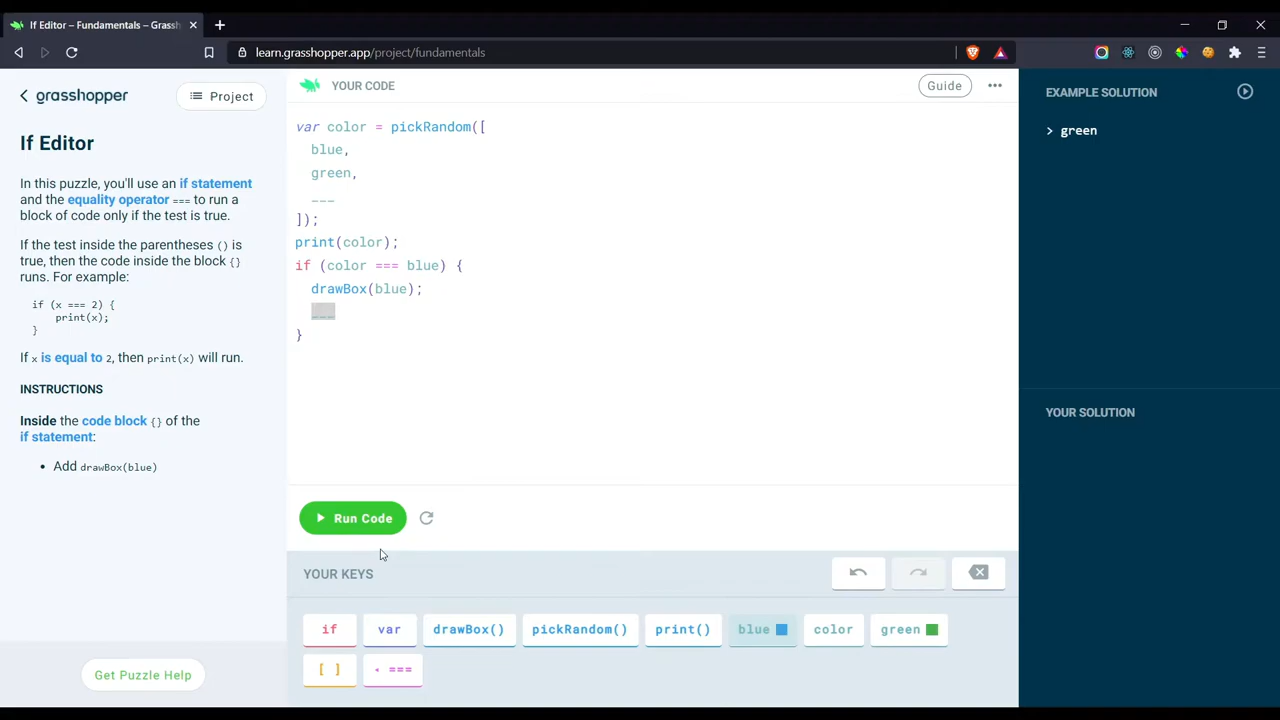 If Editor – Fundamentals – Grassh
learn.grasshopper.app/project/fundamentals
grasshopper
Project
If Editor
In this puzzle, you'll use an if statement
and the equality operator === to run a
block of code only if the test is true.
If the test inside the parentheses () is
true, then the code inside the block {}
runs. For example:
if (x === 2) {
print(x);
}
If x is equal to 2, then print(x) will run.
INSTRUCTIONS
Inside the code block {} of the
if statement:
• Add drawBox(blue)
Get Puzzle Help
YOUR CODE
Guide
var color = pickRandom([
blue,
green,
___
]);
print(color);
if (color === blue) {
drawBox(blue);
___
}
Run Code
YOUR KEYS
if
var
drawBox()
pickRandom()
print()
blue
color
green
[ ]
===
EXAMPLE SOLUTION
> green
YOUR SOLUTION